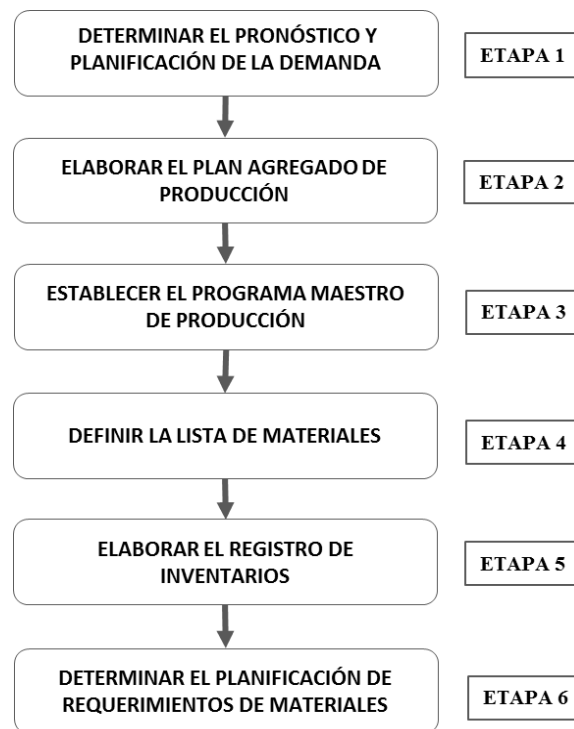 DETERMINAR EL PRONÓSTICO Y
PLANIFICACIÓN DE LA DEMANDA
ETAPA 1
ELABORAR EL PLAN AGREGADO DE
PRODUCCIÓN
ETAPA 2
ESTABLECER EL PROGRAMA MAESTRO
DE PRODUCCIÓN
ETAPA 3
DEFINIR LA LISTA DE MATERIALES
ETAPA 4
ELABORAR EL REGISTRO DE
INVENTARIOS
ETAPA 5
DETERMINAR EL PLANIFICACIÓN DE
REQUERIMIENTOS DE MATERIALES
ETAPA 6